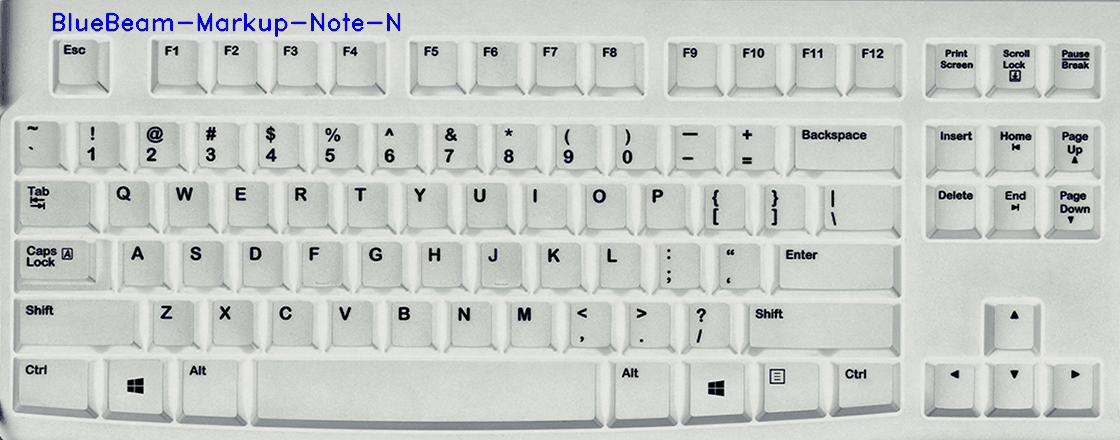 BlueBeam-Markup-Note-N
Esc F1 F2 F3 F4 F5 F6 F7 F8 F9 F10 F11 F12 Print Screen Scroll Lock Pause Break
~ ` ! 1 @ 2 # 3 $ 4 % 5 ^ 6 & 7 * 8 ( 9 ) 0 — – + = Backspace Insert Home Page Up
Tab Q W E R T Y U I O P { [ } ] | \ Delete End Page Down
Caps Lock A A S D F G H J K L : ; “ ‘ Enter
Shift Z X C V B N M < , > . ? / Shift
Ctrl Alt Alt Ctrl